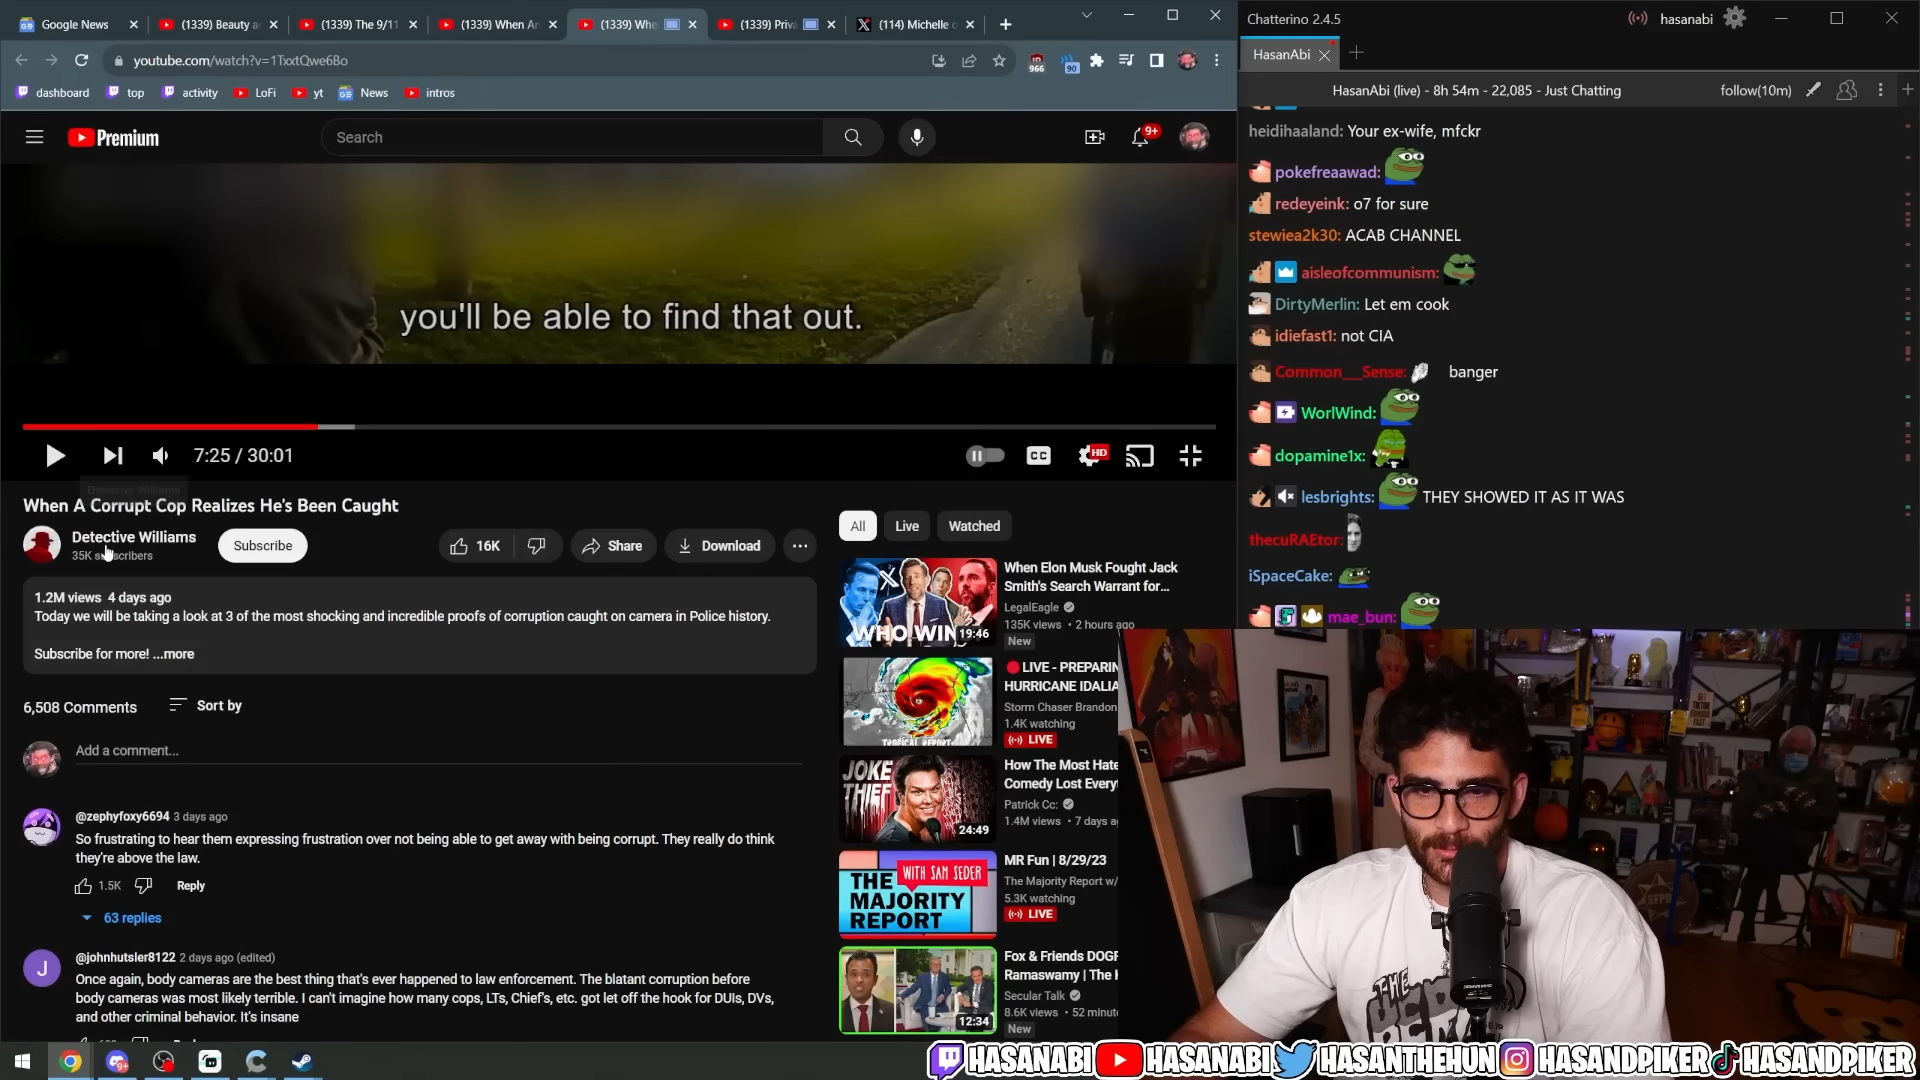 Google News
(1339) Beauty a
(1339) The 9/11
(1339) When An
(1339) Whe
(1339) Priva
(114) Michelle o
youtube.com/watch?v=1TxxtQwe6Bo
966
90
dashboard
top
activity
LoFi
yt
News
intros
Premium
Search
9+
you'll be able to find that out.
7:25 / 30:01
CC
HD
When A Corrupt Cop Realizes He's Been Caught
Detective Williams
35K subscribers
Subscribe
16K
Share
Download
1.2M views 4 days ago
Today we will be taking a look at 3 of the most shocking and incredible proofs of corruption caught on camera in Police history.
Subscribe for more! ...more
6,508 Comments
Sort by
Add a comment...
@zephyfoxy6694 3 days ago
So frustrating to hear them expressing frustration over not being able to get away with being corrupt. They really do think
they're above the law.
1.5K
Reply
63 replies
J
@johnhutsler8122 2 days ago (edited)
Once again, body cameras are the best thing that's ever happened to law enforcement. The blatant corruption before
body cameras was most likely terrible. I can't imagine how many cops, LTs, Chief's, etc. got let off the hook for DUIs, DVs,
and other criminal behavior. It's insane
All
Live
Watched
WHO WIN
19:46
When Elon Musk Fought Jack
Smith's Search Warrant for...
LegalEagle
135K views • 2 hours ago
New
TROPICAL REPORT
LIVE - PREPARIN
HURRICANE IDALIA
Storm Chaser Brandon
1.4K watching
LIVE
JOKE
THIEF
24:49
How The Most Hate
Comedy Lost Every
Patrick Cc:
1.4M views • 7 days ag
WITH SAM SEDER
THE
MAJORITY
REPORT
MR Fun | 8/29/23
The Majority Report w/
5.3K watching
LIVE
12:34
Fox & Friends DOGP
Ramaswamy | The K
Secular Talk
8.6K views • 52 minute
New
Chatterino 2.4.5
hasanabi
HasanAbi
HasanAbi (live) - 8h 54m - 22,085 - Just Chatting
follow(10m)
heidihaaland: Your ex-wife, mfckr
pokefreaawad:
redeyeink: o7 for sure
stewiea2k30: ACAB CHANNEL
aisleofcommunism:
DirtyMerlin: Let em cook
idiefast1: not CIA
Common__Sense: banger
WorlWind:
dopamine1x:
lesbrights: THEY SHOWED IT AS IT WAS
thecuRAEtor:
iSpaceCake:
mae_bun:
THE
HASANABI
HASANABI
HASANTHEHUN
HASANDPIKER
HASANDPIKER